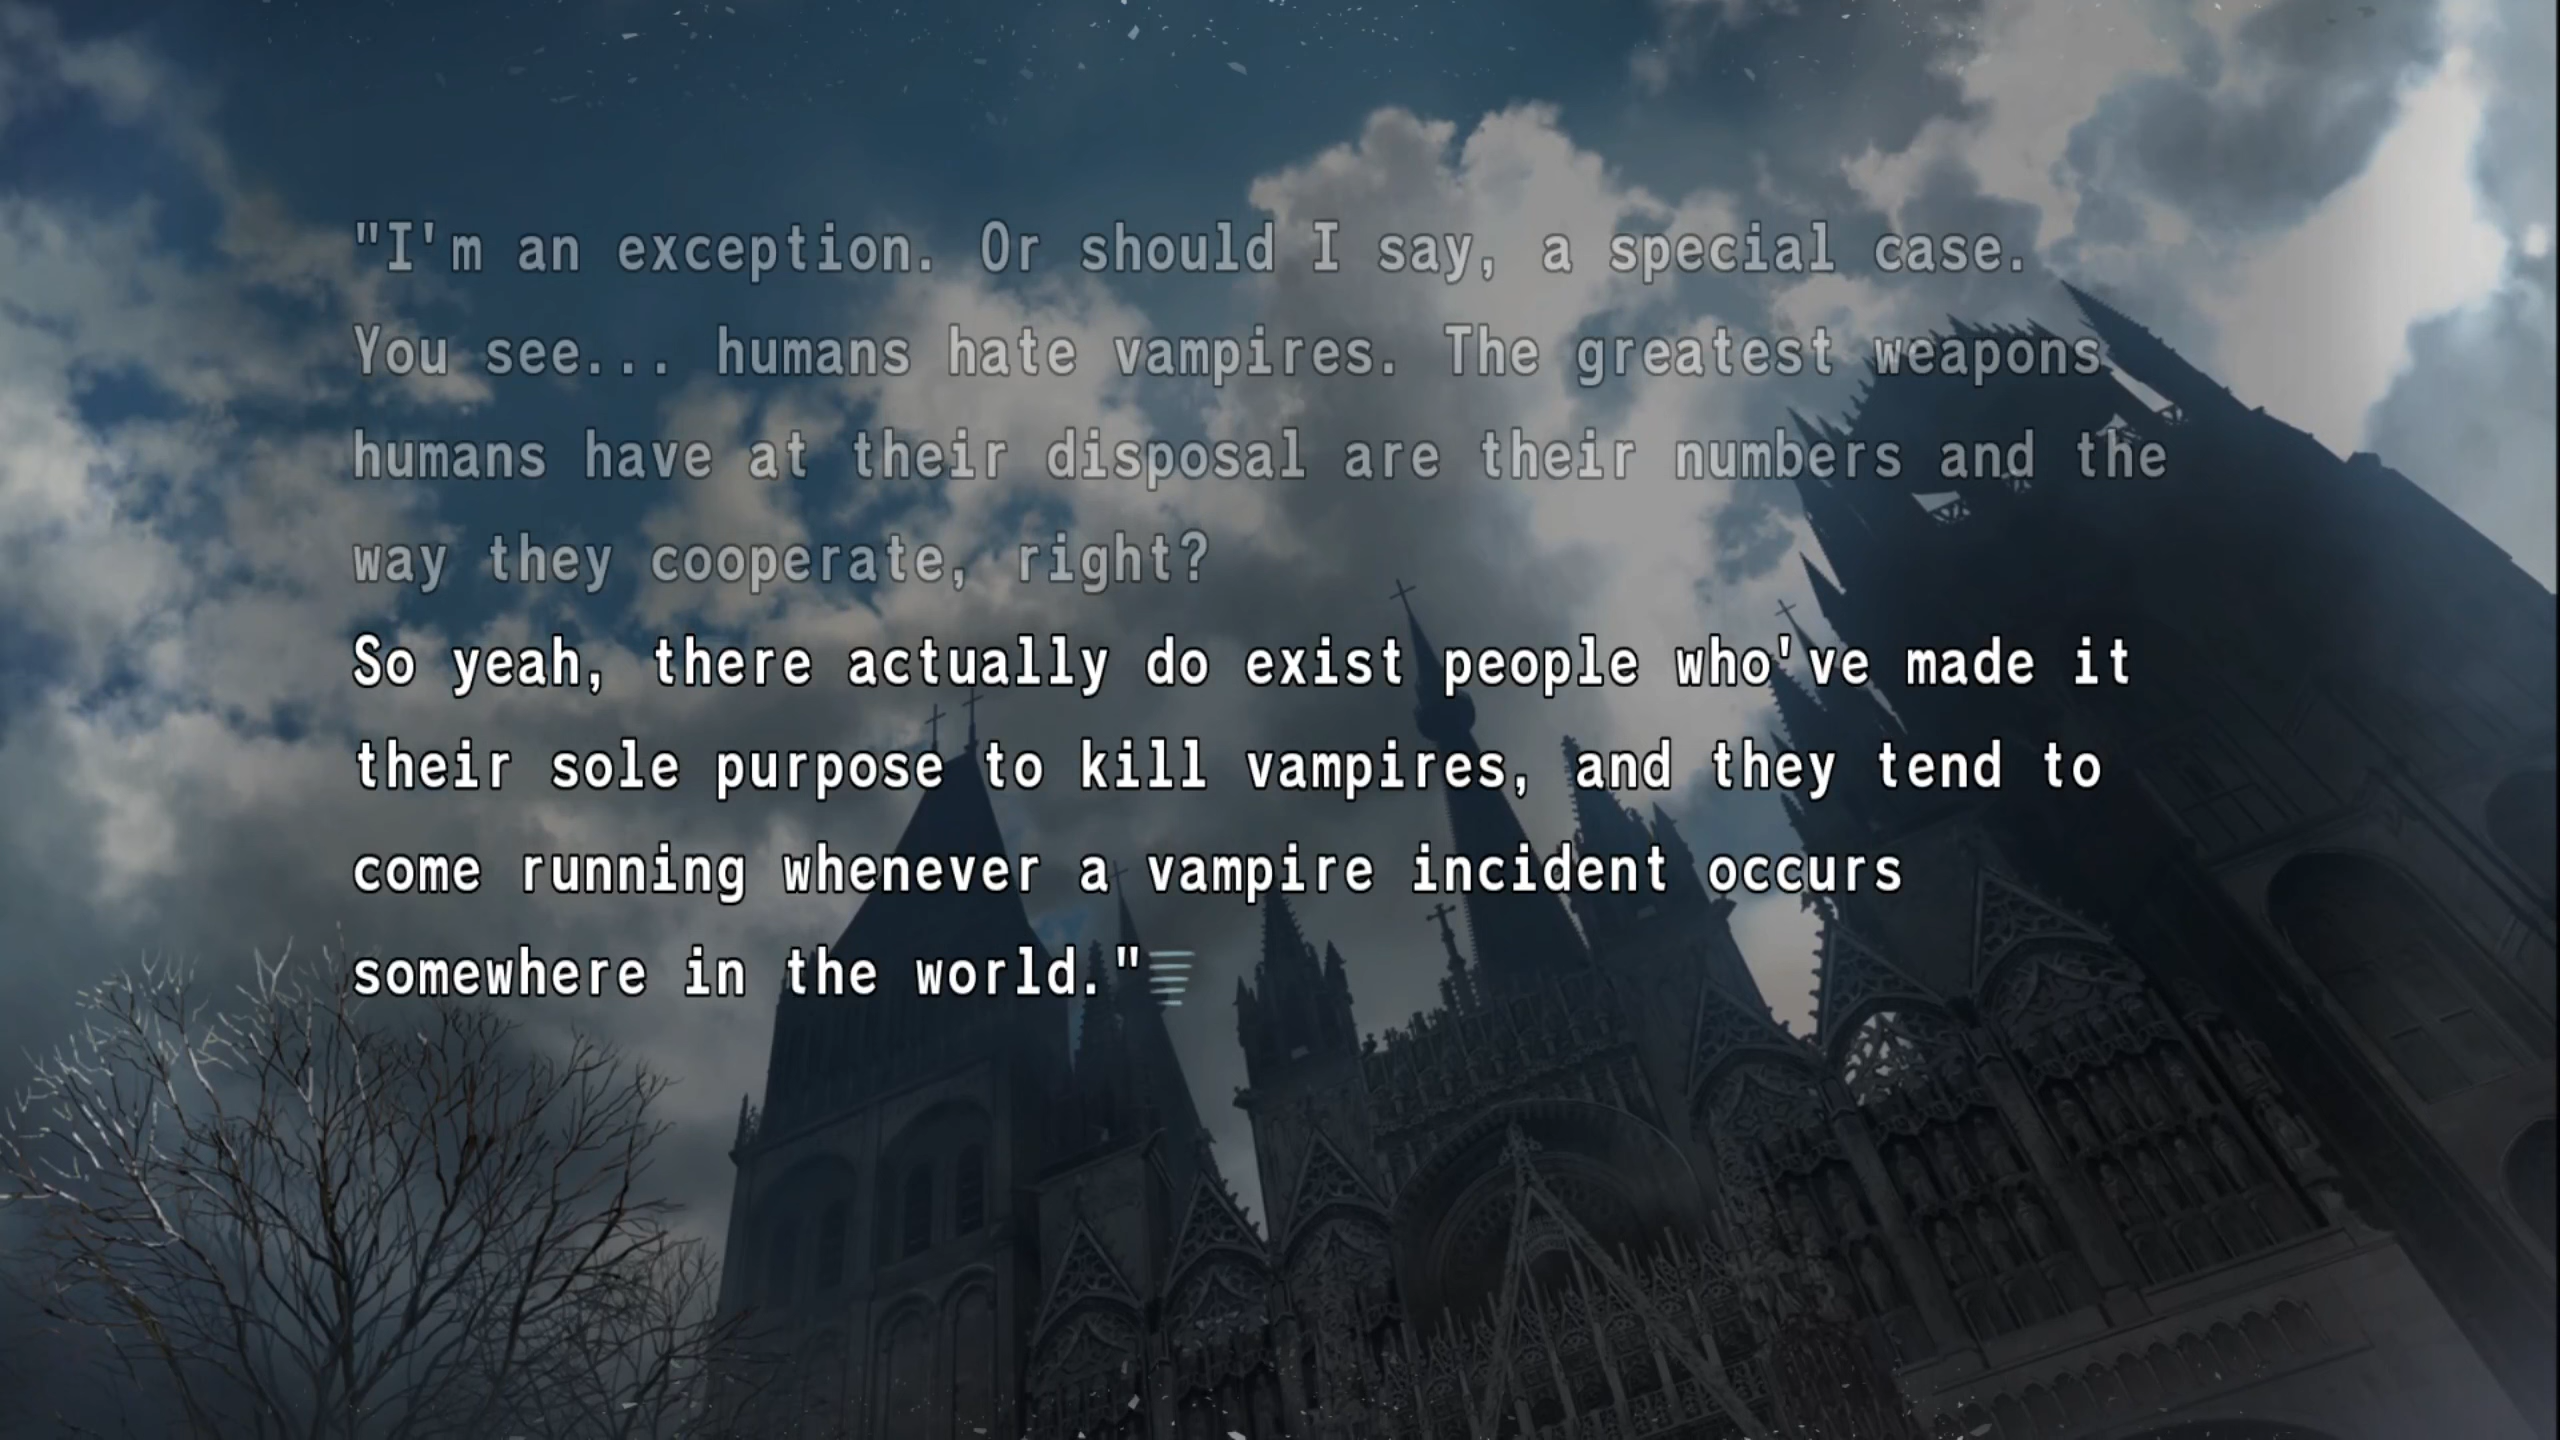 "I'm an exception. Or should I say, a special case.
You see... humans hate vampires. The greatest weapons
humans have at their disposal are their numbers and the
way they cooperate, right?
So yeah, there actually do exist people who've made it
their sole purpose to kill vampires, and they tend to
come running whenever a vampire incident occurs
somewhere in the world."